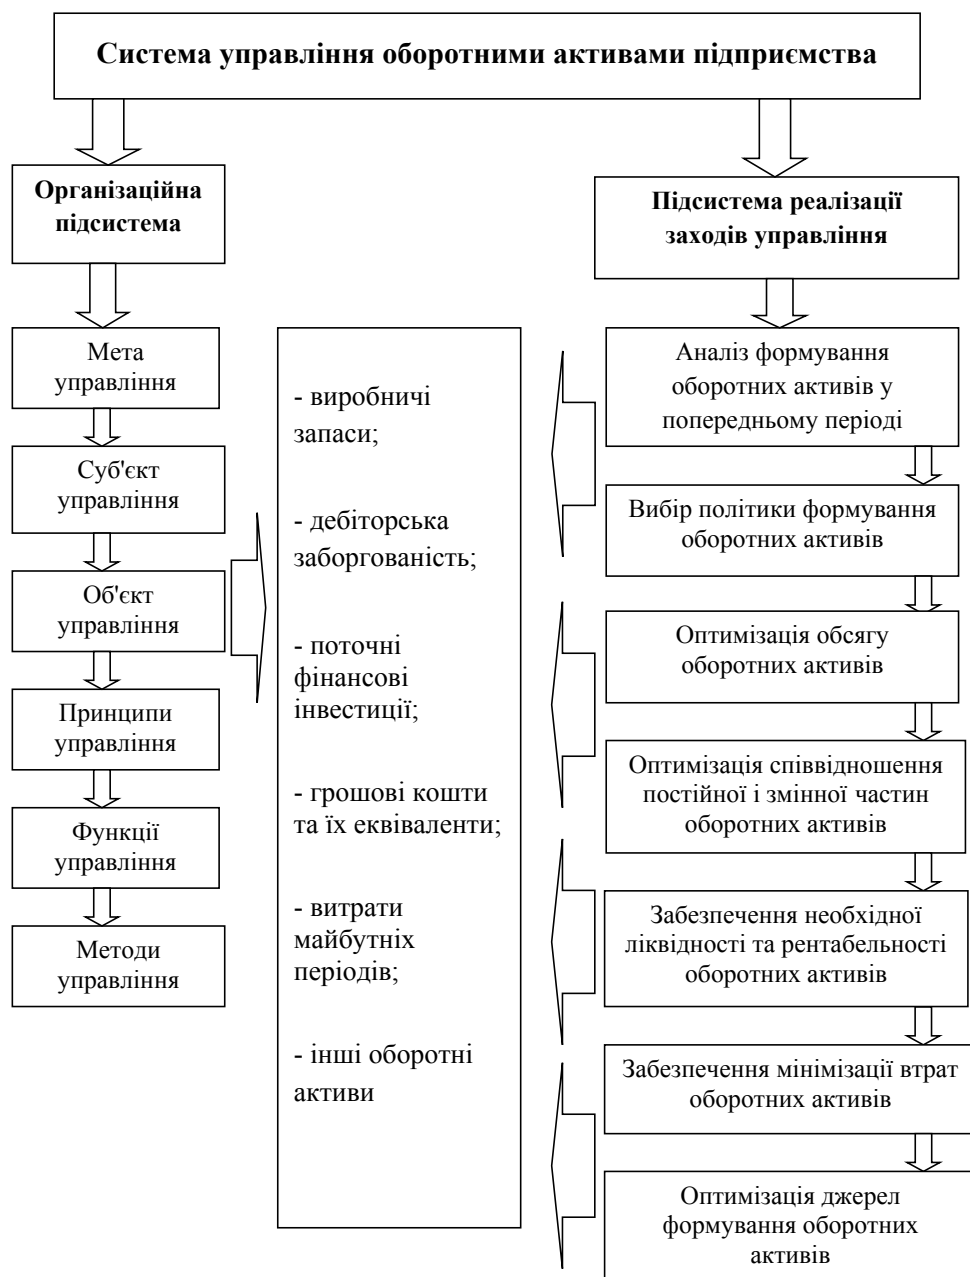 Система управління оборотними активами підприємства
Організаційна
підсистема
Мета
управління
Суб'єкт
управління
Об'єкт
управління
Принципи
управління
Функції
управління
Методи
управління
- виробничі
запаси;
- дебіторська
заборгованість;
- поточні
фінансові
інвестиції;
- грошові кошти
та їх еквіваленти;
- витрати
майбутніх
періодів;
- інші оборотні
активи
Підсистема реалізації
заходів управління
Аналіз формування
оборотних активів у
попередньому періоді
Вибір політики формування
оборотних активів
Оптимізація обсягу
оборотних активів
Оптимізація співвідношення
постійної і змінної частин
оборотних активів
Забезпечення необхідної
ліквідності та рентабельності
оборотних активів
Забезпечення мінімізації втрат
оборотних активів
Оптимізація джерел
формування оборотних
активів